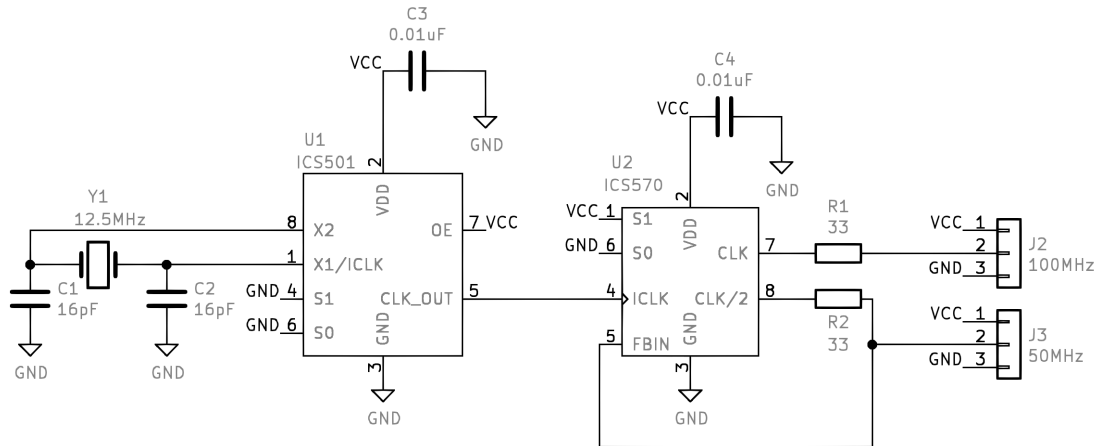 C3
0.01uF
VCC
GND
C4
0.01uF
VCC
GND
U1
ICS501
2
VDD
8 X2
OE 7 VCC
1 X1/ICLK
GND 4 S1
CLK_OUT 5
GND 6 S0
GND
3
GND
Y1
12.5MHz
C1
16pF
GND
C2
16pF
GND
U2
ICS570
2
VDD
VCC 1 S1
GND 6 S0
CLK 7
4 ICLK
CLK/2 8
5 FBIN
GND
3
GND
R1
33
R2
33
VCC 1
2
GND 3
J2
100MHz
VCC 1
2
GND 3
J3
50MHz